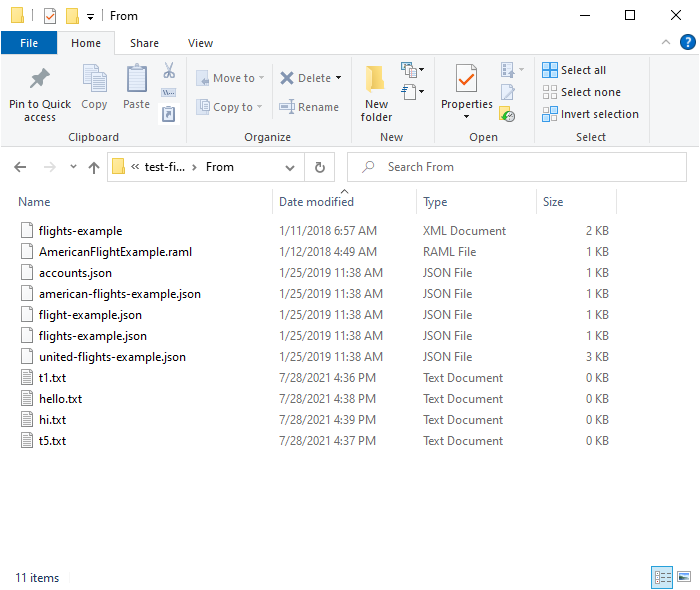 From
File Home Share View
Pin to Quick access
Copy
Paste
Move to
Copy to
Delete
Rename
New folder
Properties
Select all
Select none
Invert selection
Clipboard Organize New Open Select
« test-fi... › From
Search From
Name Date modified Type Size
flights-example 1/11/2018 6:57 AM XML Document 2 KB
AmericanFlightExample.raml 1/12/2018 4:49 AM RAML File 1 KB
accounts.json 1/25/2019 11:38 AM JSON File 1 KB
american-flights-example.json 1/25/2019 11:38 AM JSON File 1 KB
flight-example.json 1/25/2019 11:38 AM JSON File 1 KB
flights-example.json 1/25/2019 11:38 AM JSON File 1 KB
united-flights-example.json 1/25/2019 11:38 AM JSON File 3 KB
t1.txt 7/28/2021 4:36 PM Text Document 0 KB
hello.txt 7/28/2021 4:38 PM Text Document 0 KB
hi.txt 7/28/2021 4:39 PM Text Document 0 KB
t5.txt 7/28/2021 4:37 PM Text Document 0 KB
11 items